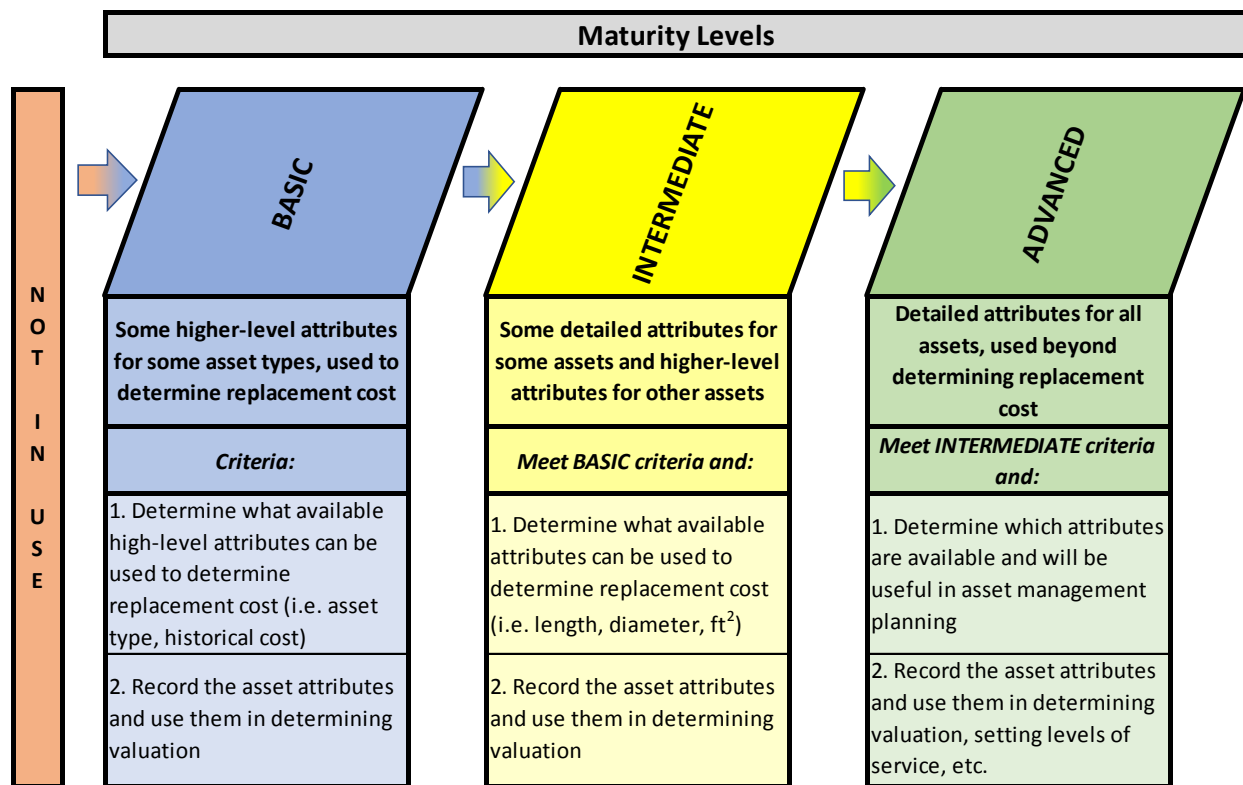 Maturity Levels
NOT IN USE
BASIC
Some higher-level attributes
for some asset types, used to
determine replacement cost
Criteria:
1. Determine what available
high-level attributes can be
used to determine
replacement cost (i.e. asset
type, historical cost)
2. Record the asset attributes
and use them in determining
valuation
INTERMEDIATE
Some detailed attributes for
some assets and higher-level
attributes for other assets
Meet BASIC criteria and:
1. Determine what available
attributes can be used to
determine replacement cost
(i.e. length, diameter, ft²)
2. Record the asset attributes
and use them in determining
valuation
ADVANCED
Detailed attributes for all
assets, used beyond
determining replacement
cost
Meet INTERMEDIATE criteria
and:
1. Determine which attributes
are available and will be
useful in asset management
planning
2. Record the asset attributes
and use them in determining
valuation, setting levels of
service, etc.